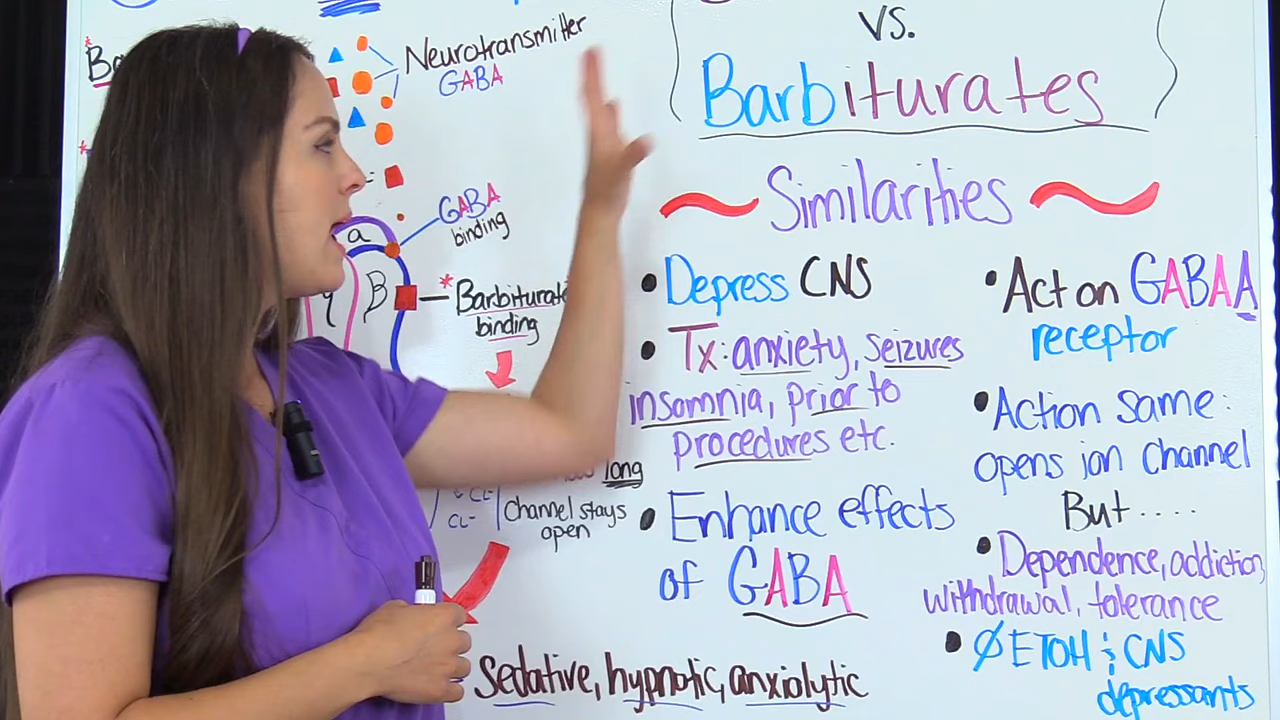 Neurotransmitter
GABA
GABA
binding
a
B
γ
* Barbiturate
binding
long
Channel stays
open
CL-
CL-
sedative, hypnotic, anxiolytic
vs.
Barbiturates
Similarities
• Depress CNS
• Tx: anxiety, seizures
insomnia, prior to
procedures etc.
• Enhance effects
of GABA
• Act on GABAA
receptor
• Action same:
opens ion channel
But.....
• Dependence, addiction,
withdrawal, tolerance
• Ø ETOH & CNS
depressants